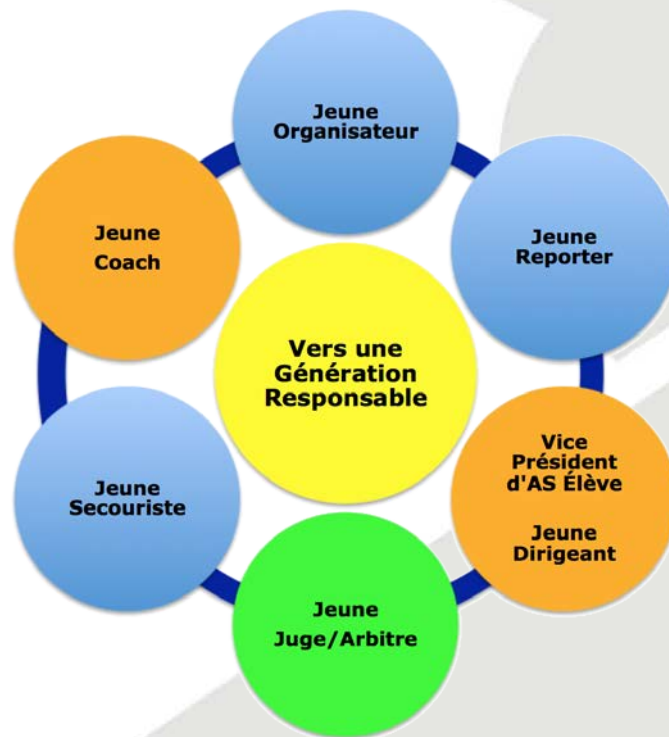 Jeune
Organisateur
Jeune
Coach
Jeune
Reporter
Vers une
Génération
Responsable
Vice
Président
d'AS Élève
Jeune
Dirigeant
Jeune
Secouriste
Jeune
Juge/Arbitre